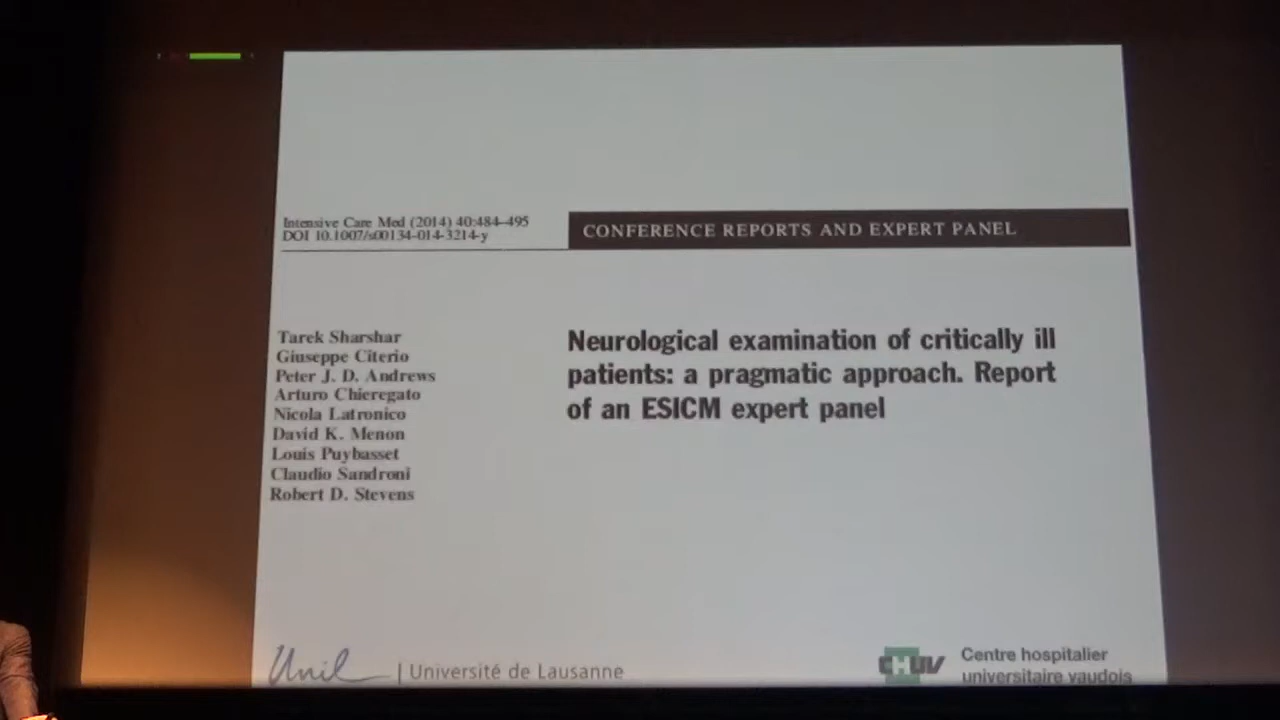 Intensive Care Med (2014) 40:484–495
DOI 10.1007/s00134-014-3214-y
CONFERENCE REPORTS AND EXPERT PANEL
Tarek Sharshar
Giuseppe Citerio
Peter J. D. Andrews
Arturo Chieregato
Nicola Latronico
David K. Menon
Louis Puybasset
Claudio Sandroni
Robert D. Stevens
Neurological examination of critically ill
patients: a pragmatic approach. Report
of an ESICM expert panel
Unil
| Université de Lausanne
CHUV
Centre hospitalier
universitaire vaudois